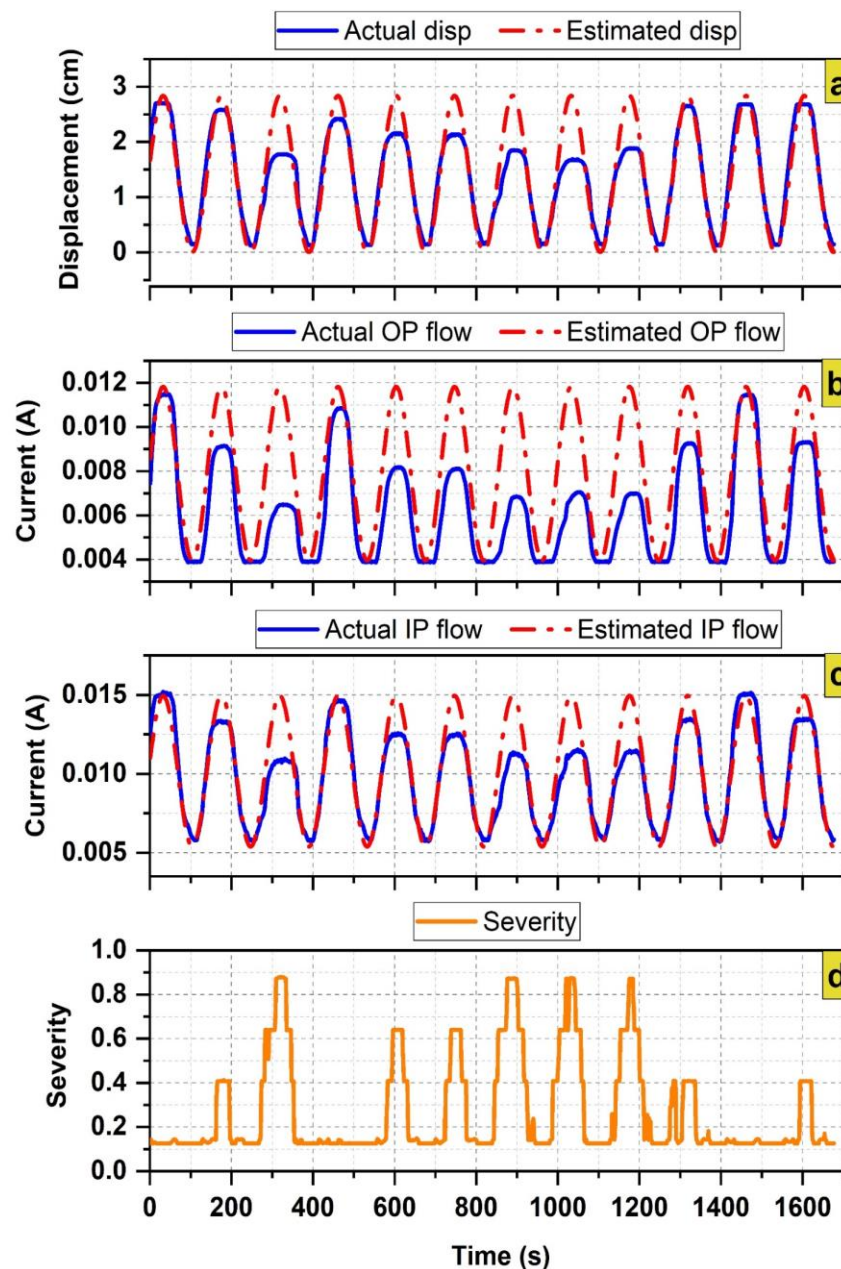 Actual disp Estimated disp
a
Displacement (cm)
3
2
1
0
Actual OP flow Estimated OP flow
b
Current (A)
0.012
0.010
0.008
0.006
0.004
Actual IP flow Estimated IP flow
c
Current (A)
0.015
0.010
0.005
Severity
d
Severity
1.0
0.8
0.6
0.4
0.2
0.0
0 200 400 600 800 1000 1200 1400 1600
Time (s)